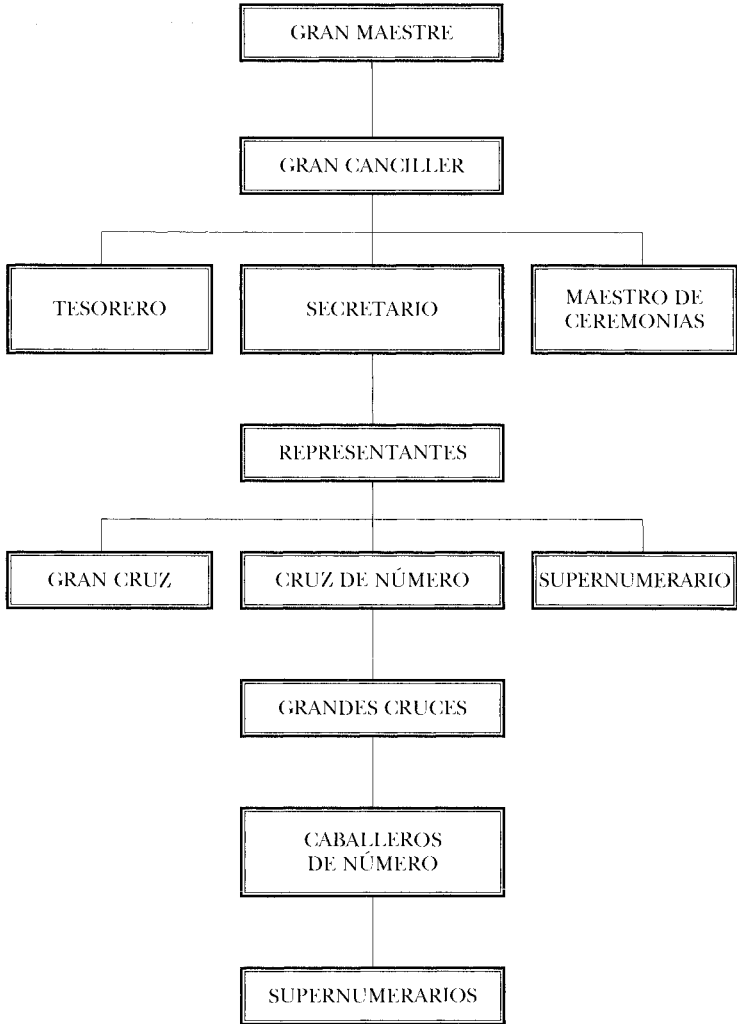 GRAN MAESTRE
GRAN CANCILLER
TESORERO
SECRETARIO
MAESTRO DE
CEREMONIAS
REPRESENTANTES
GRAN CRUZ
CRUZ DE NÚMERO
SUPERNUMERARIO
GRANDES CRUCES
CABALLEROS
DE NÚMERO
SUPERNUMERARIOS